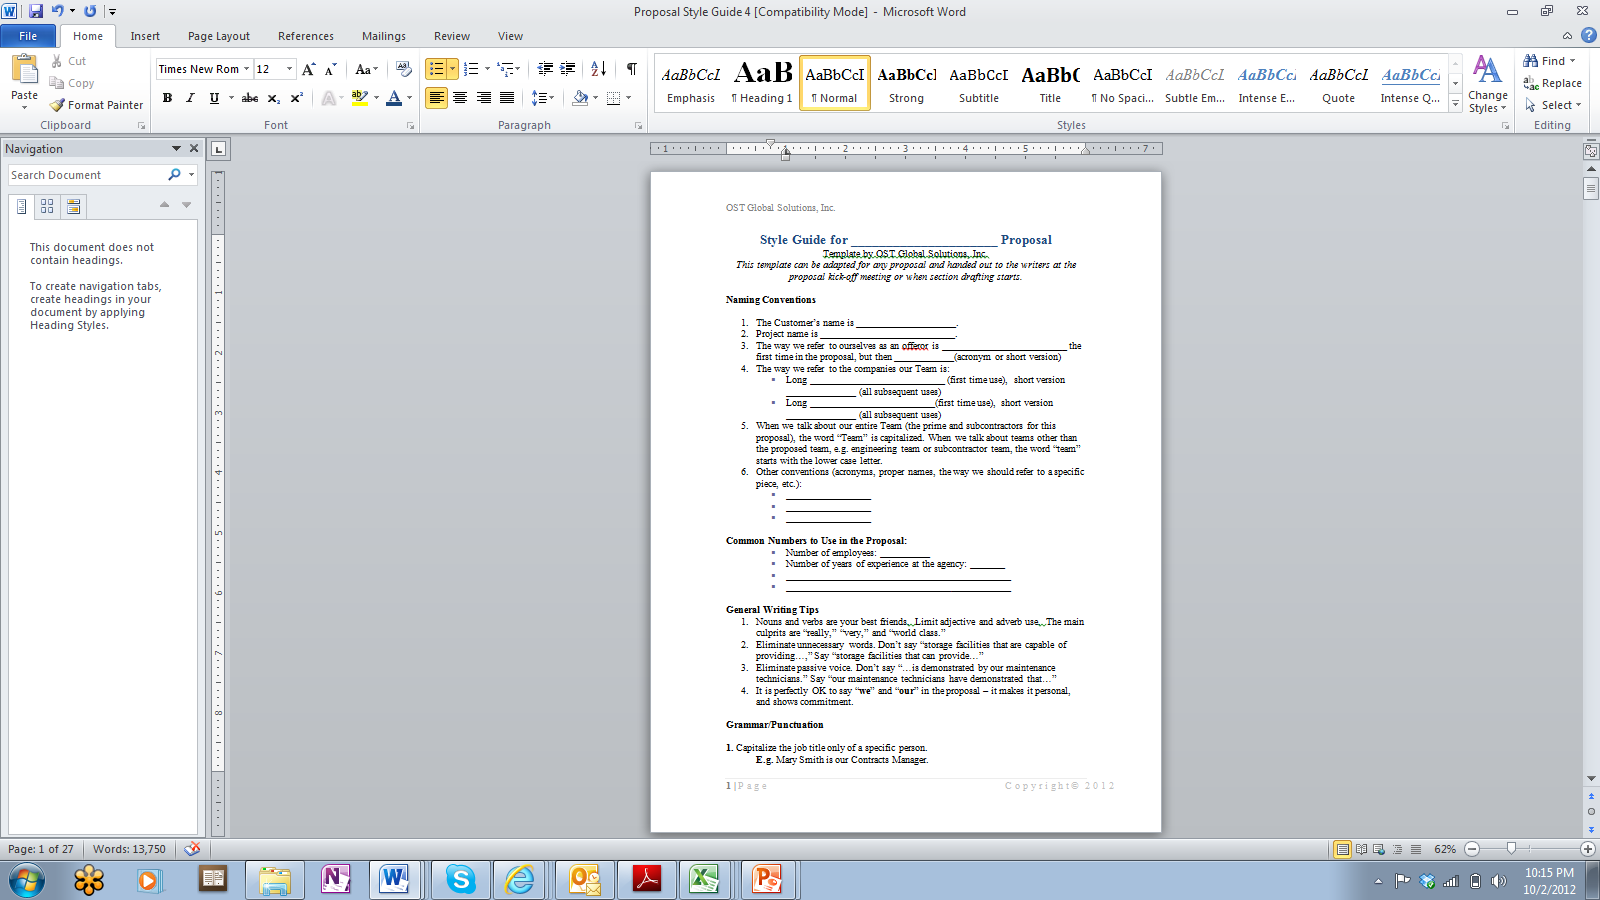 Proposal Style Guide 4 [Compatibility Mode] - Microsoft Word
File Home Insert Page Layout References Mailings Review View
Paste
Cut
Copy
Format Painter
Clipboard
Times New Rom 12
Font
Paragraph
AaBbCcI AaB AaBbCcI AaBbCcI AaBbCcI AaBb( AaBbCcI AaBbCcI AaBbCcI AaBbCcI AaBbCcI
Emphasis ¶ Heading 1 ¶ Normal Strong Subtitle Title ¶ No Spaci... Subtle Em... Intense E... Quote Intense Q...
Styles
Change Styles
Find
Replace
Select
Editing
Navigation
Search Document
This document does not
contain headings.
To create navigation tabs,
create headings in your
document by applying
Heading Styles.
OST Global Solutions, Inc.
Style Guide for ______________________ Proposal
Template by OST Global Solutions, Inc.
This template can be adapted for any proposal and handed out to the writers at the
proposal kick-off meeting or when section drafting starts.
Naming Conventions
1. The Customer's name is ____________________.
2. Project name is ___________________________.
3. The way we refer to ourselves as an offeror is _________________________ the
first time in the proposal, but then ____________(acronym or short version)
4. The way we refer to the companies our Team is:
▪ Long ___________________________ (first time use), short version
______________ (all subsequent uses)
▪ Long _________________________(first time use), short version
______________ (all subsequent uses)
5. When we talk about our entire Team (the prime and subcontractors for this
proposal), the word “Team” is capitalized. When we talk about teams other than
the proposed team, e.g. engineering team or subcontractor team, the word “team”
starts with the lower case letter.
6. Other conventions (acronyms, proper names, the way we should refer to a specific
piece, etc.):
▪ _________________
▪ _________________
▪ _________________
Common Numbers to Use in the Proposal:
▪ Number of employees: __________
▪ Number of years of experience at the agency: _______
▪ _____________________________________________
▪ _____________________________________________
General Writing Tips
1. Nouns and verbs are your best friends. Limit adjective and adverb use. The main
culprits are “really,” “very,” and “world class.”
2. Eliminate unnecessary words. Don’t say “storage facilities that are capable of
providing…,” Say “storage facilities that can provide…”
3. Eliminate passive voice. Don’t say “…is demonstrated by our maintenance
technicians.” Say “our maintenance technicians have demonstrated that…”
4. It is perfectly OK to say “we” and “our” in the proposal – it makes it personal,
and shows commitment.
Grammar/Punctuation
1. Capitalize the job title only of a specific person.
E.g. Mary Smith is our Contracts Manager.
1 | Page Copyright© 2012
Page: 1 of 27 Words: 13,750 62%
10:15 PM
10/2/2012